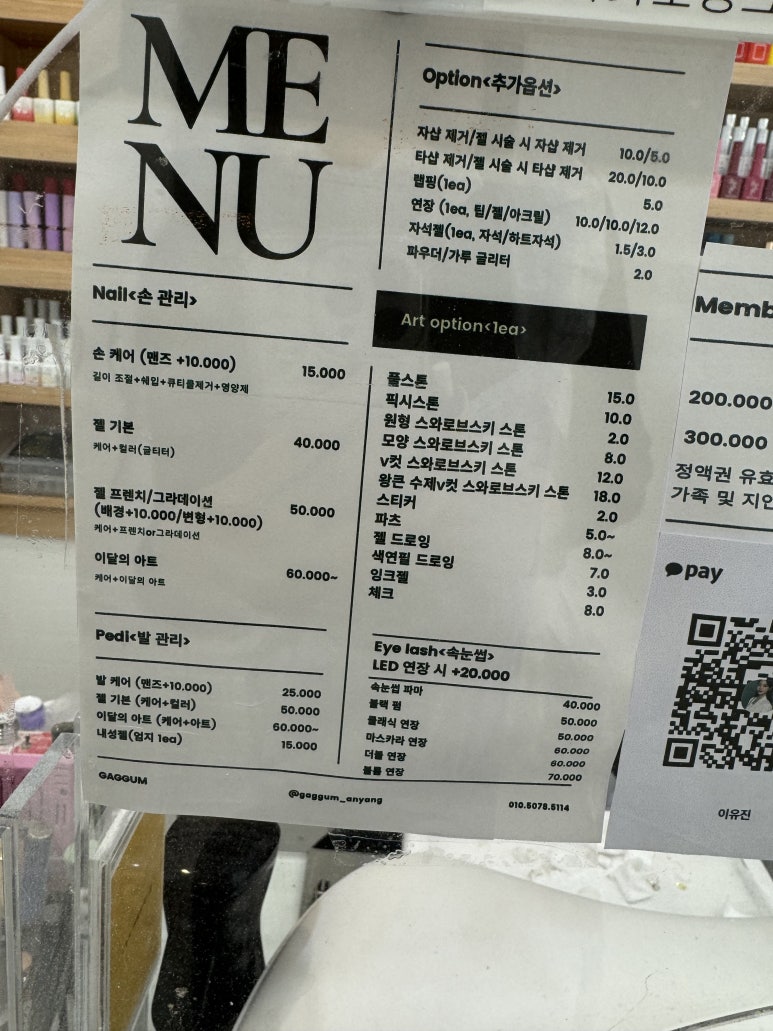 ME
NU
Nail<손 관리>
손 케어 (맨즈 +10.000) 15.000
길이 조절+쉐입+큐티클제거+영양제
젤 기본 40.000
케어+컬러(글티터)
젤 프렌치/그라데이션
(배경+10.000/변형+10.000) 50.000
케어+프렌치or그라데이션
이달의 아트 60.000~
케어+이달의 아트
Pedi<발 관리>
발 케어 (맨즈+10.000) 25.000
젤 기본 (케어+컬러) 50.000
이달의 아트 (케어+아트) 60.000~
내성젤(엄지 1ea) 15.000
Option<추가옵션>
자샵 제거/젤 시술 시 자샵 제거 10.0/5.0
타샵 제거/젤 시술 시 타샵 제거 20.0/10.0
랩핑(1ea) 5.0
연장 (1ea, 팁/젤/아크릴) 10.0/10.0/12.0
자석젤(1ea, 자석/하트자석) 1.5/3.0
파우더/가루 글리터 2.0
Art option<1ea>
풀스톤 15.0
픽시스톤 10.0
원형 스와로브스키 스톤 2.0
모양 스와로브스키 스톤 8.0
v컷 스와로브스키 스톤 12.0
왕큰 수제v컷 스와로브스키 스톤 18.0
스티커 2.0
파츠 5.0~
젤 드로잉 8.0~
색연필 드로잉 7.0
잉크젤 3.0
체크 8.0
Eye lash<속눈썹>
LED 연장 시 +20.000
속눈썹 파마 40.000
블랙 펌 50.000
클래식 연장 50.000
마스카라 연장 60.000
더블 연장 60.000
볼륨 연장 70.000
GAGGUM @gaggum_anyang 010.5078.5114
Memb
200.000
300.000
정액권 유효
가족 및 지인
pay
이유진